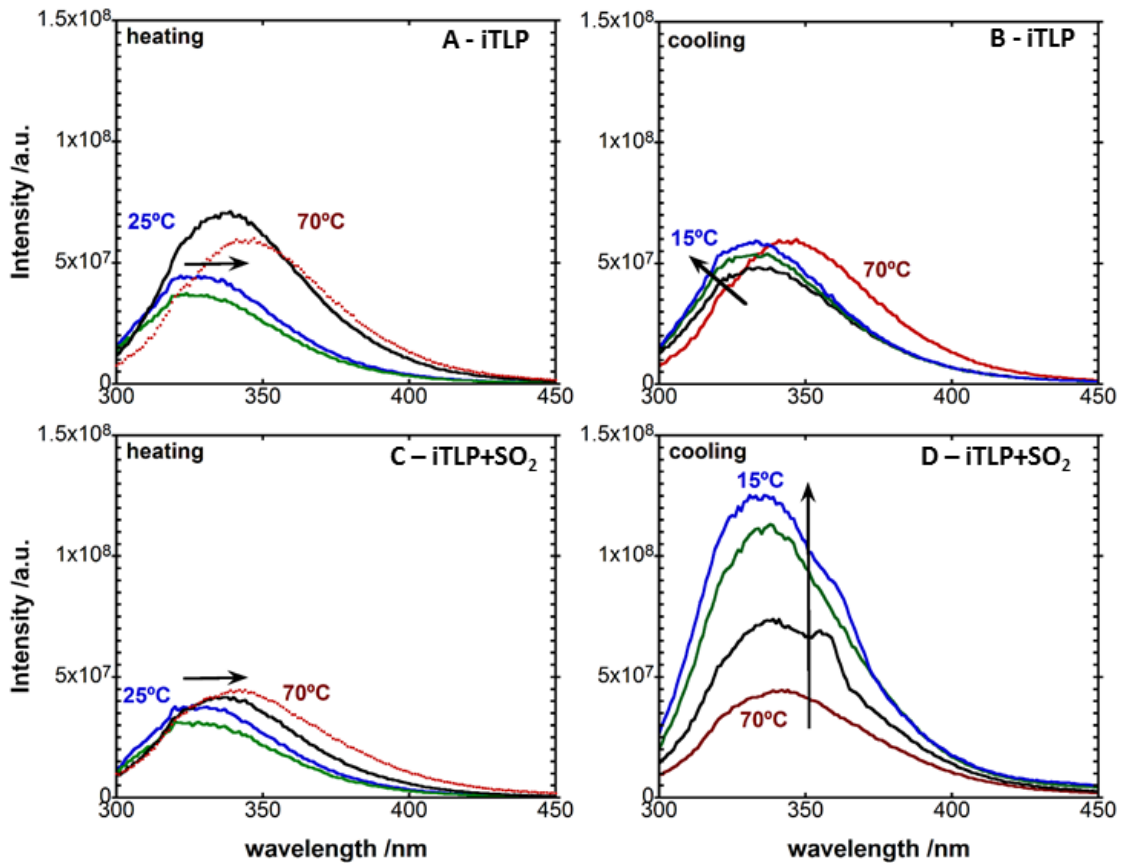 1.5x10⁸
heating
A - iTLP
1x10⁸
25ºC
70ºC
5x10⁷
0
300
350
400
450
Intensity /a.u.
1.5x10⁸
cooling
B - iTLP
1x10⁸
15ºC
70ºC
5x10⁷
0
300
350
400
450
1.5x10⁸
heating
C – iTLP+SO₂
1x10⁸
25ºC
70ºC
5x10⁷
0
300
350
400
450
Intensity /a.u.
wavelength /nm
1.5x10⁸
cooling
D – iTLP+SO₂
15ºC
1x10⁸
5x10⁷
70ºC
0
300
350
400
450
wavelength /nm